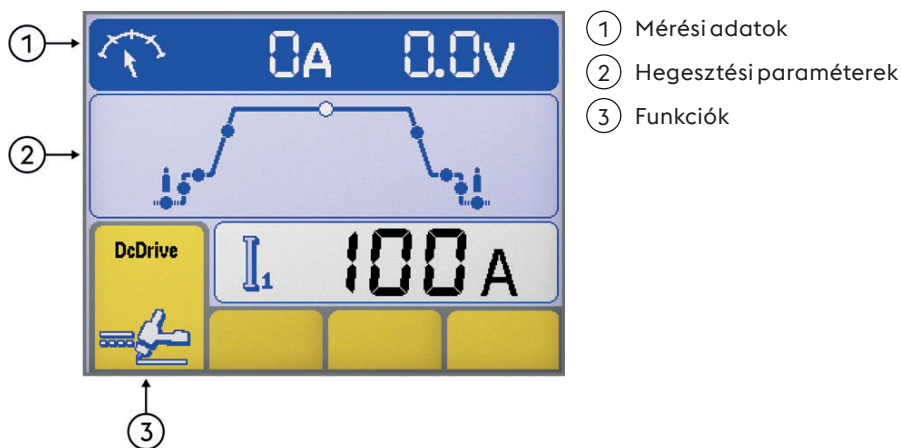 1
0A 0.0V
2
DcDrive
I1 100A
3
1 Mérési adatok
2 Hegesztési paraméterek
3 Funkciók